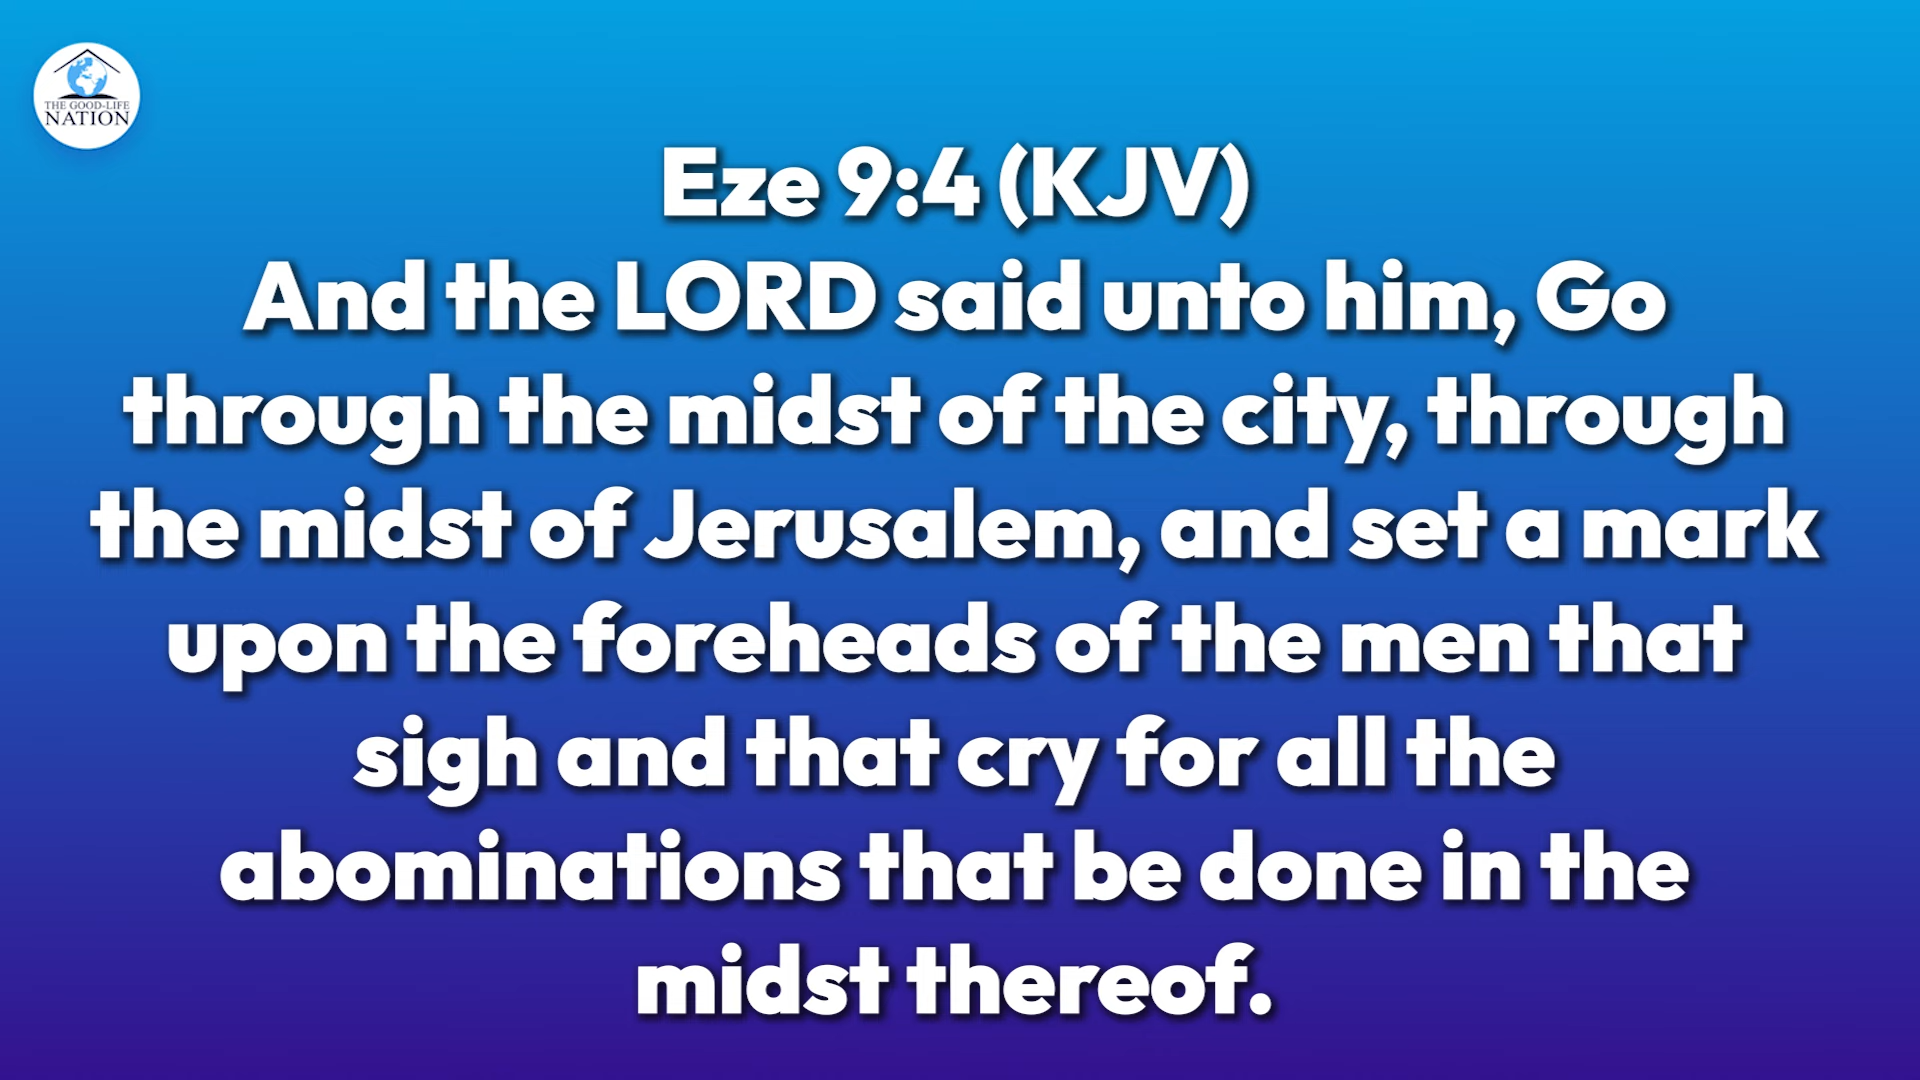 THE GOOD-LIFE
NATION
Eze 9:4 (KJV)
And the LORD said unto him, Go
through the midst of the city, through
the midst of Jerusalem, and set a mark
upon the foreheads of the men that
sigh and that cry for all the
abominations that be done in the
midst thereof.